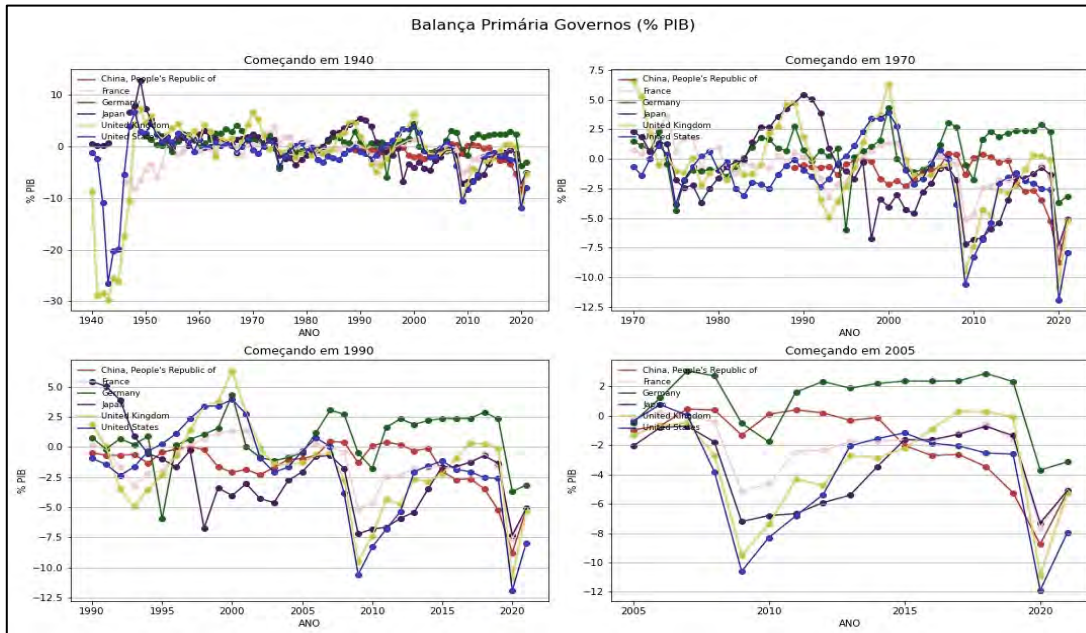 Balança Primária Governos (% PIB)
Começando em 1940
China, People's Republic of
France
Germany
Japan
United Kingdom
United States
% PIB
10
0
−10
−20
−30
1940 1950 1960 1970 1980 1990 2000 2010 2020
ANO
Começando em 1970
China, People's Republic of
France
Germany
Japan
United Kingdom
United States
% PIB
7.5
5.0
2.5
0.0
−2.5
−5.0
−7.5
−10.0
−12.5
1970 1980 1990 2000 2010 2020
ANO
Começando em 1990
China, People's Republic of
France
Germany
Japan
United Kingdom
United States
% PIB
5.0
2.5
0.0
−2.5
−5.0
−7.5
−10.0
−12.5
1990 1995 2000 2005 2010 2015 2020
ANO
Começando em 2005
China, People's Republic of
France
Germany
Japan
United Kingdom
United States
% PIB
2
0
−2
−4
−6
−8
−10
−12
2005 2010 2015 2020
ANO